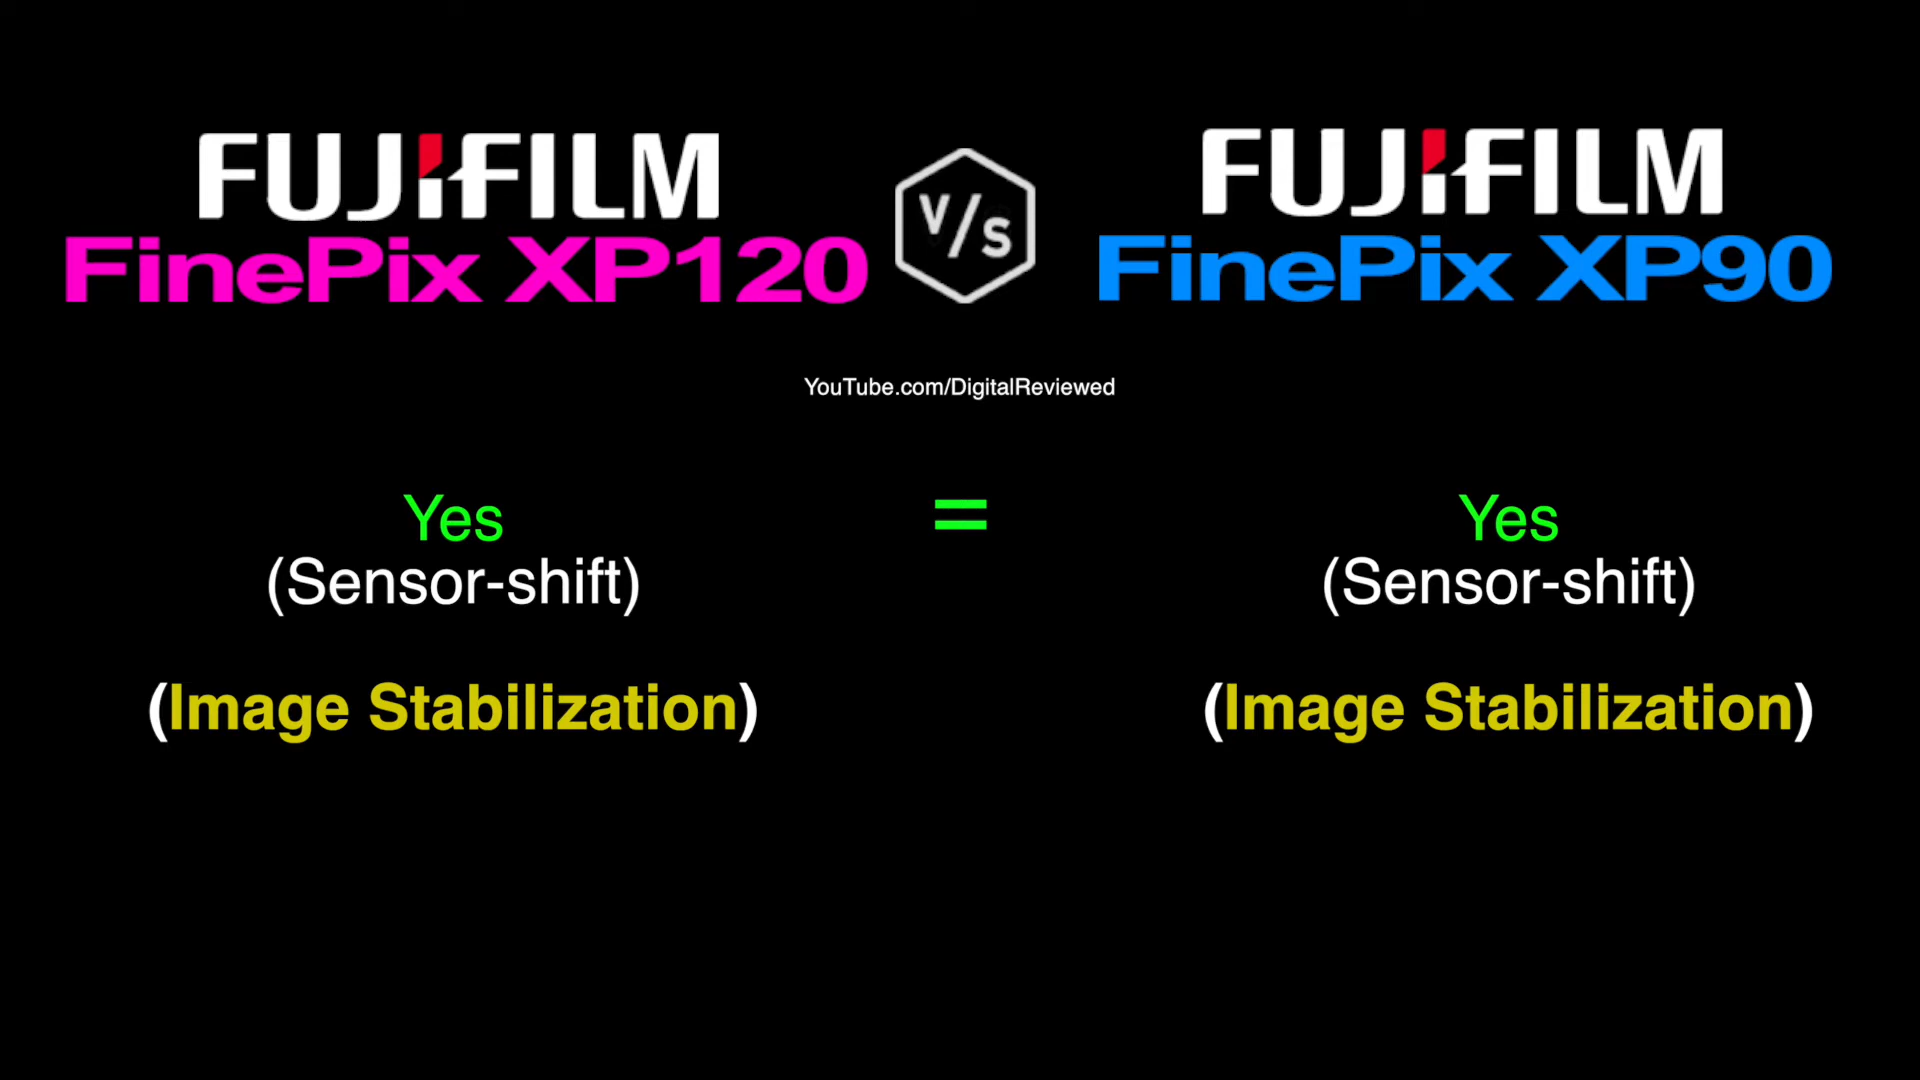 FUJIFILM
FinePix XP120
V/S
FUJIFILM
FinePix XP90
YouTube.com/DigitalReviewed
Yes
(Sensor-shift)
(Image Stabilization)
=
Yes
(Sensor-shift)
(Image Stabilization)